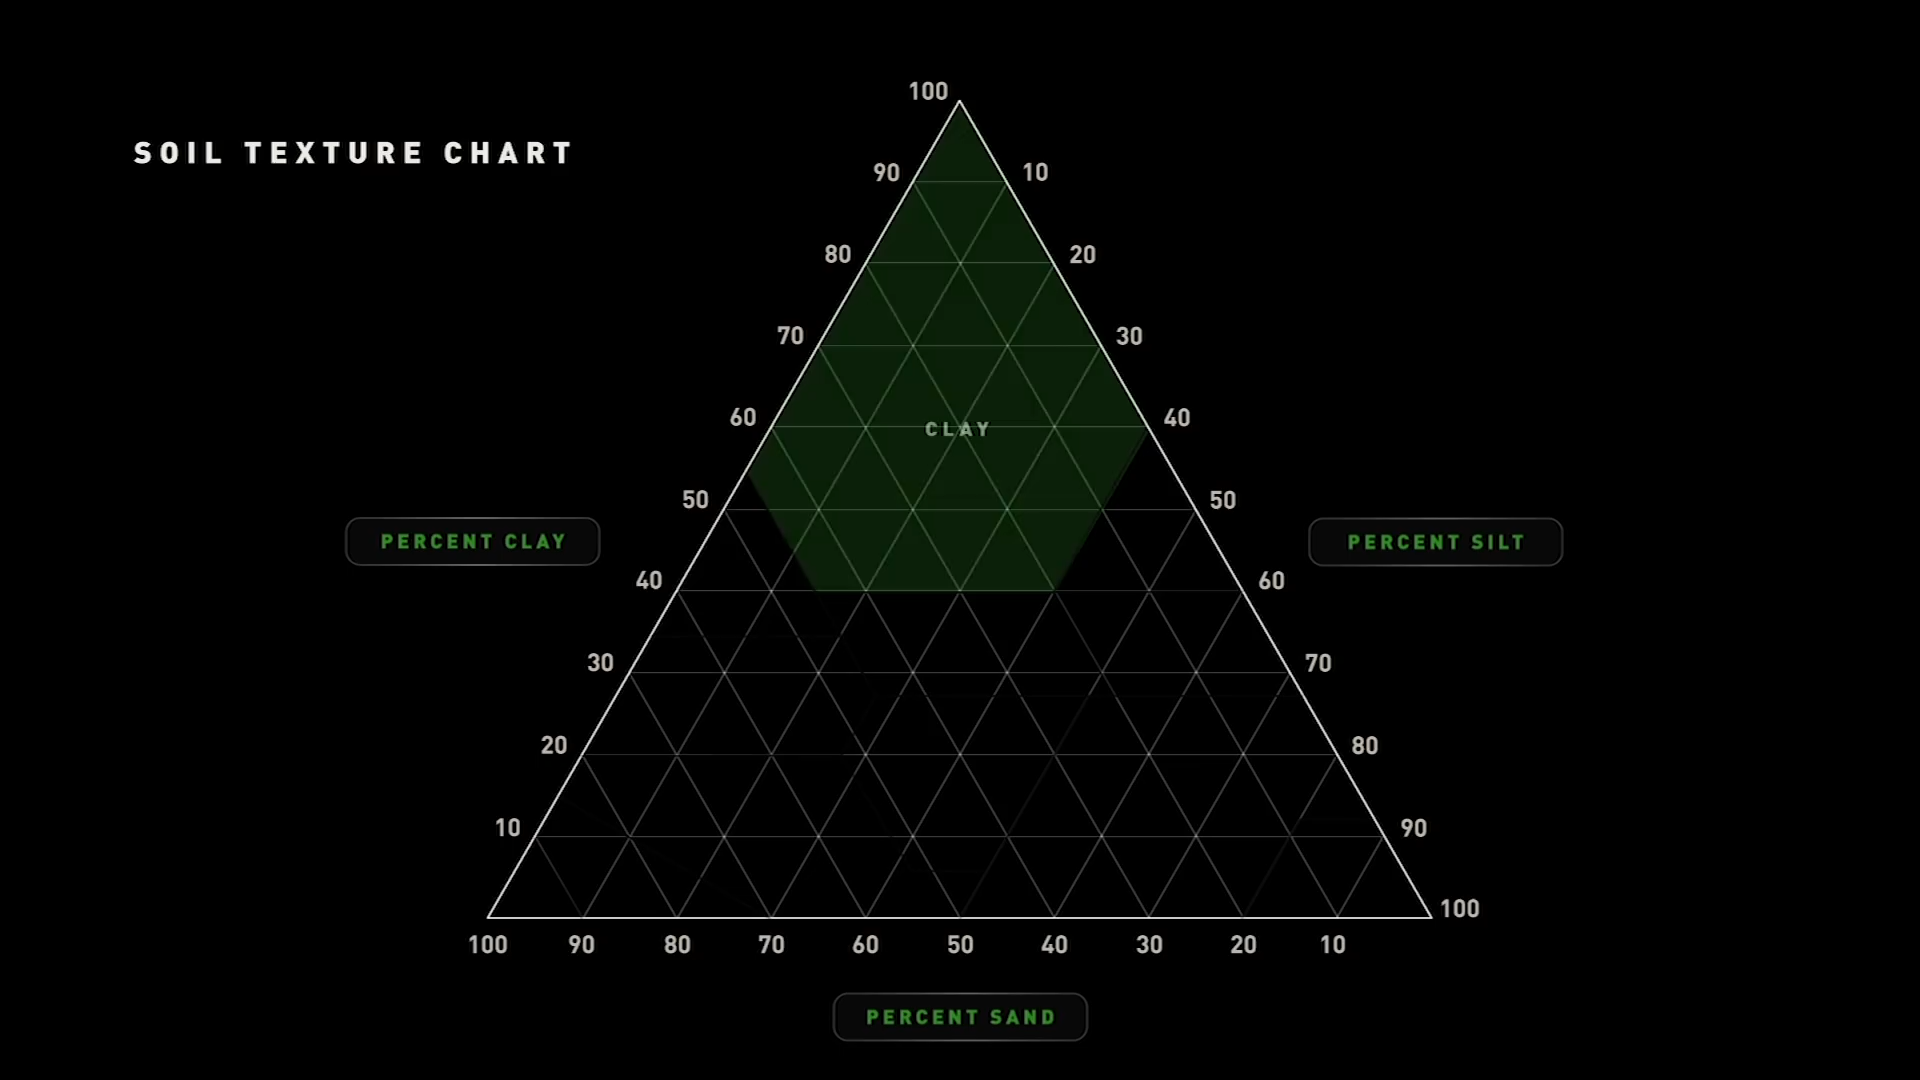 100
SOIL TEXTURE CHART
90 10
80 20
70 30
60 40
CLAY
50 50
PERCENT CLAY PERCENT SILT
40 60
30 70
20 80
10 90
100
100 90 80 70 60 50 40 30 20 10
PERCENT SAND